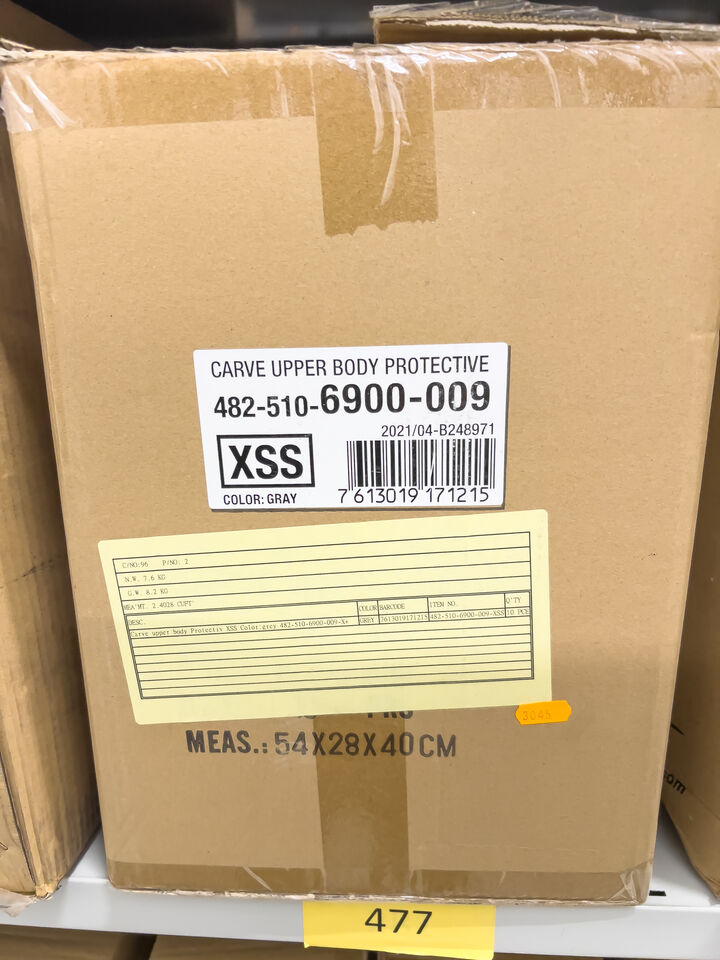 CARVE UPPER BODY PROTECTIVE
482-510-6900-009
2021/04-B248971
XSS
COLOR: GRAY
7 613019 171215
C/NO:96 P/NO: 2
N.W. 7.6 KG
G.W. 8.2 KG
MEA'MT. 2.4028 CUFT'
DESC. COLOR BARCODE ITEM NO. Q'TY
Carve upper body Protectiv XSS Color:grey 482-510-6900-009-X+ GREY 7613019171215 482-510-6900-009-XSS 10 PCE
MEAS.: 54X28X40CM
3045
477